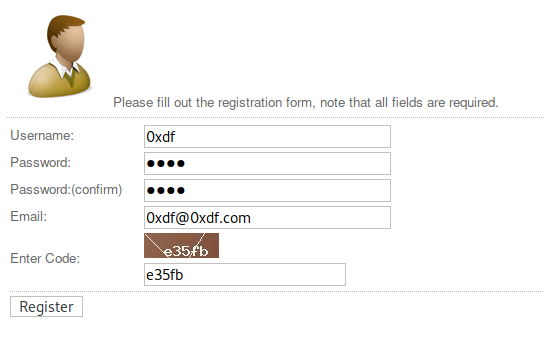 Please fill out the registration form, note that all fields are required.
Username: 0xdf
Password: ●●●●
Password:(confirm) ●●●●
Email: 0xdf@0xdf.com
e35fb
Enter Code: e35fb
Register